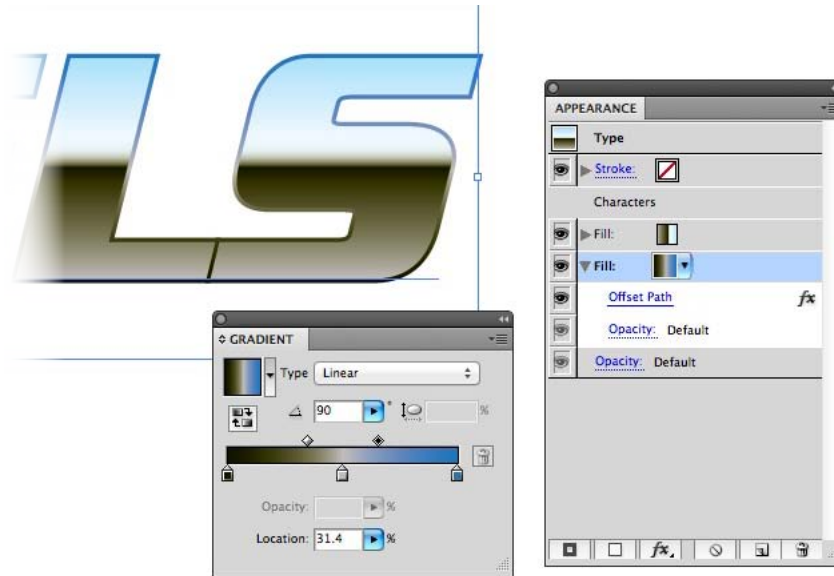 LS
APPEARANCE
Type
Stroke:
Characters
Fill:
Fill:
Offset Path fx
Opacity: Default
Opacity: Default
fx
GRADIENT
Type Linear
90 ° %
Opacity: %
Location: 31.4 %